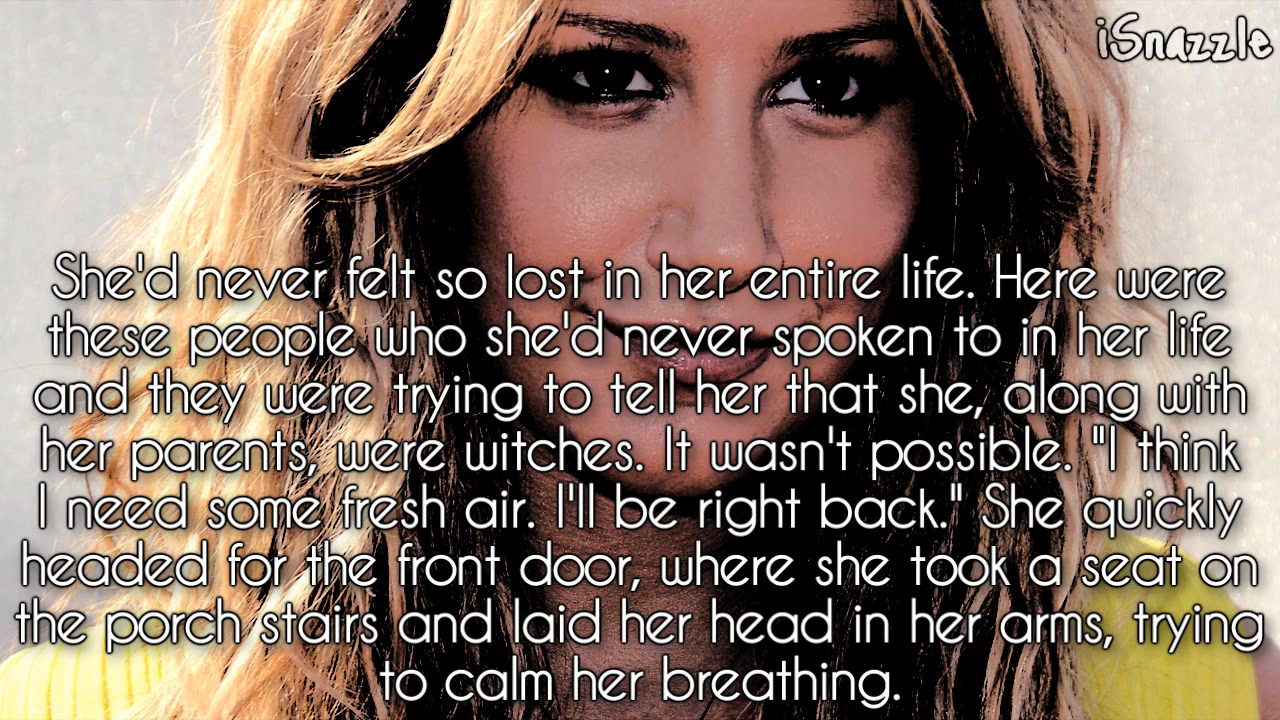 iSnazzle
She'd never felt so lost in her entire life. Here were
these people who she'd never spoken to in her life
and they were trying to tell her that she, along with
her parents, were witches. It wasn't possible. "I think
I need some fresh air. I'll be right back." She quickly
headed for the front door, where she took a seat on
the porch stairs and laid her head in her arms, trying
to calm her breathing.